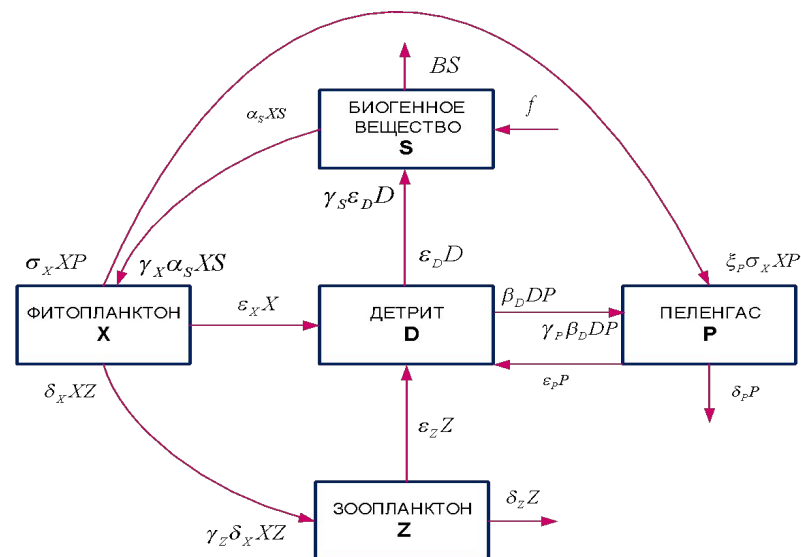 BS
α_S XS
БИОГЕННОЕ
ВЕЩЕСТВО
S
f
γ_S ε_D D
σ_X XP
γ_X α_S XS
ε_D D
ξ_P σ_X XP
ФИТОПЛАНКТОН
X
ε_X X
ДЕТРИТ
D
β_D DP
γ_P β_D DP
ПЕЛЕНГАС
P
δ_X XZ
ε_P P
δ_P P
ε_Z Z
ЗООПЛАНКТОН
Z
δ_Z Z
γ_Z δ_X XZ